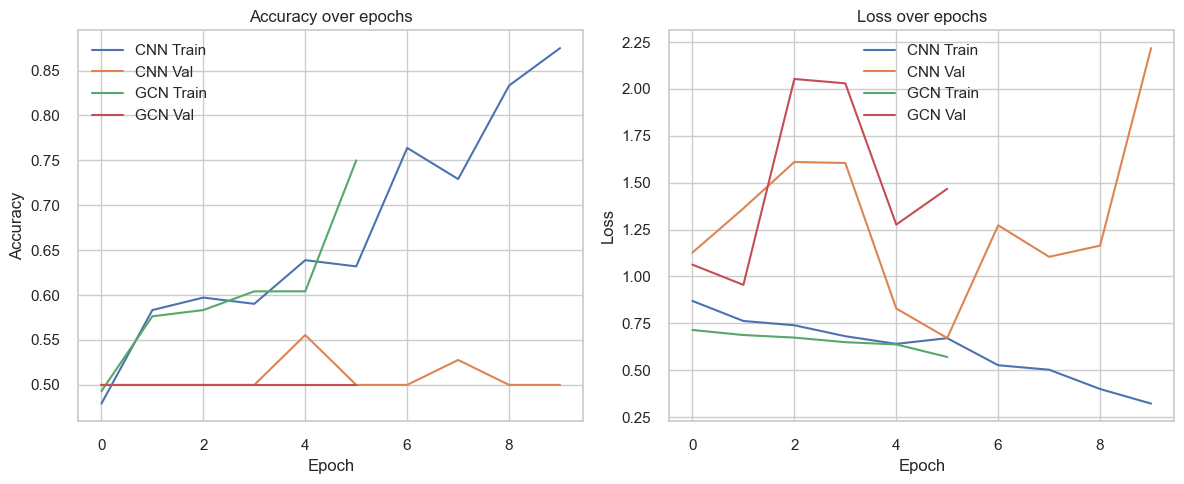 Accuracy over epochs
CNN Train
CNN Val
GCN Train
GCN Val
0.85
0.80
0.75
0.70
0.65
0.60
0.55
0.50
Accuracy
0 2 4 6 8
Epoch
Loss over epochs
CNN Train
CNN Val
GCN Train
GCN Val
2.25
2.00
1.75
1.50
1.25
1.00
0.75
0.50
0.25
Loss
0 2 4 6 8
Epoch